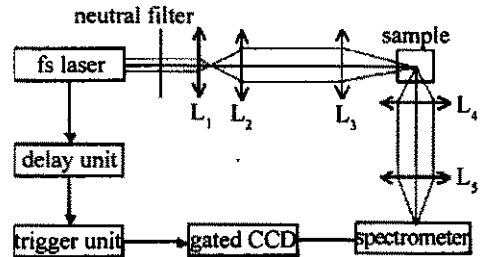 neutral filter
sample
fs laser
L1
L2
L3
L4
delay unit
L5
trigger unit
gated CCD
spectrometer